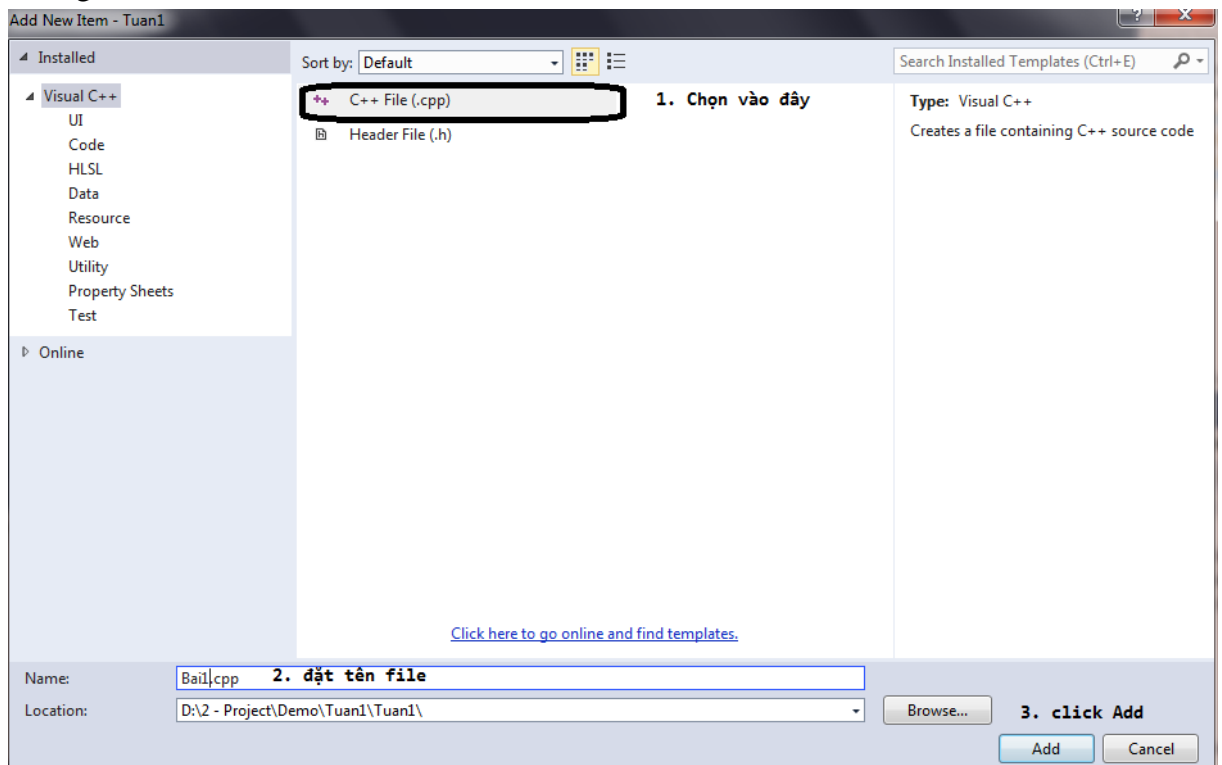 Add New Item - Tuan1
?
X
Installed
Sort by: Default
Search Installed Templates (Ctrl+E)
Visual C++
UI
Code
HLSL
Data
Resource
Web
Utility
Property Sheets
Test
Online
C++ File (.cpp)
1. Chọn vào đây
Header File (.h)
Type: Visual C++
Creates a file containing C++ source code
Click here to go online and find templates.
Name:
Bai1.cpp
2. đặt tên file
Location:
D:\2 - Project\Demo\Tuan1\Tuan1\
Browse...
3. click Add
Add
Cancel